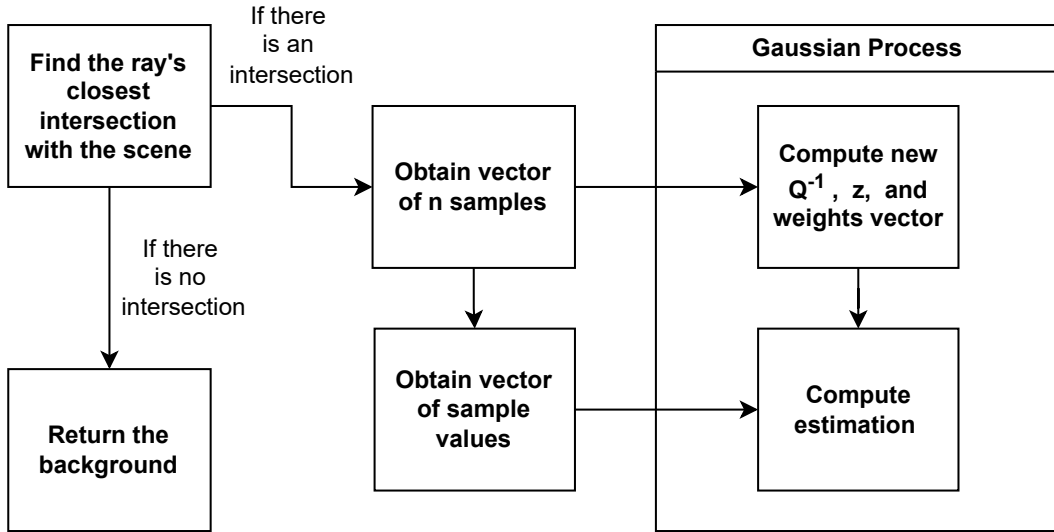 If there
is an
intersection
Find the ray's
closest
intersection
with the scene
Gaussian Process
Obtain vector
of n samples
Compute new
Q⁻¹ , z, and
weights vector
If there
is no
intersection
Return the
background
Obtain vector
of sample
values
Compute
estimation